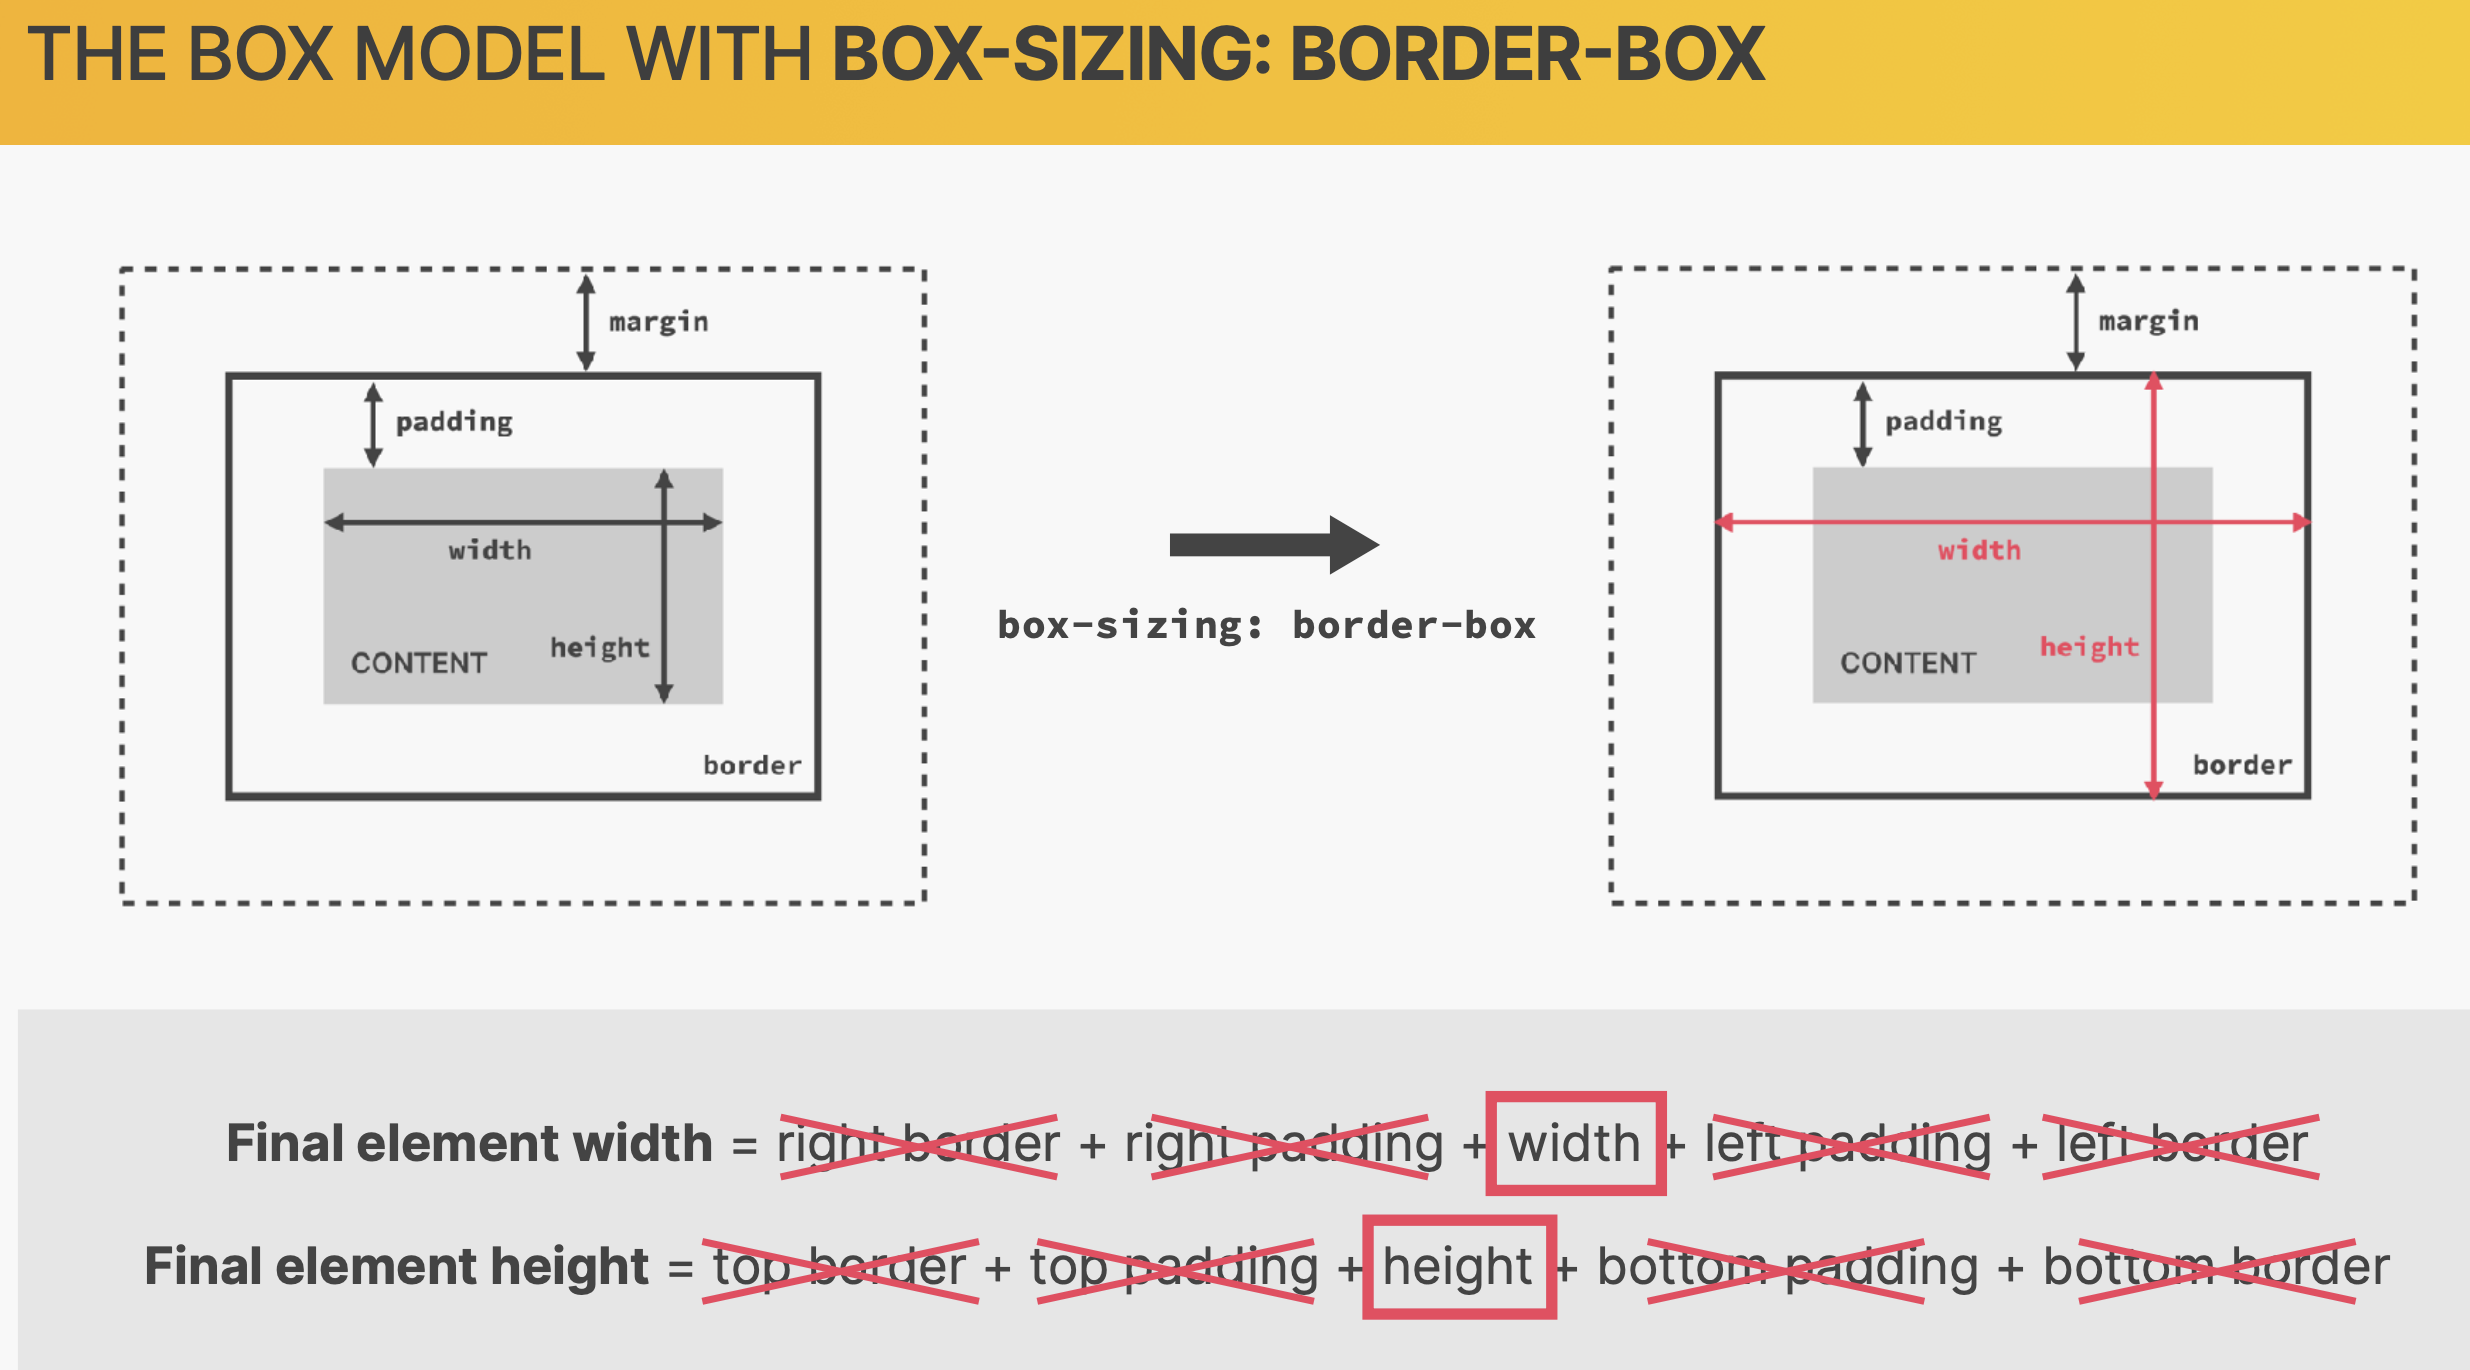 THE BOX MODEL WITH BOX-SIZING: BORDER-BOX
margin
padding
width
height
CONTENT
border
box-sizing: border-box
margin
padding
width
height
CONTENT
border
Final element width = right border + right padding + width + left padding + left border
Final element height = top border + top padding + height + bottom padding + bottom border